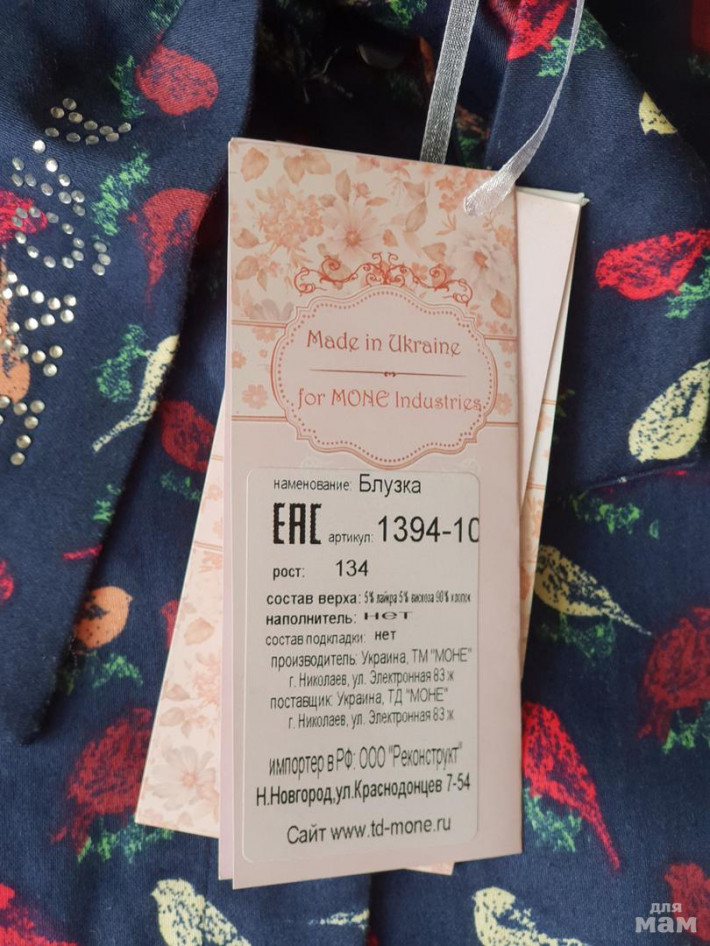 Made in Ukraine
for MONE Industries
наменование: Блузка
EAC артикул: 1394-10
рост: 134
состав верха: 5% лайкра 5% вискоза 90% хлопок
наполнитель: нет
состав подкладки: нет
производитель: Украина, ТМ "МОНЕ"
г. Николаев, ул. Электронная 83 ж
поставщик: Украина, ТД "МОНЕ"
г. Николаев, ул. Электронная 83 ж
импортер в РФ: ООО "Реконструкт"
Н.Новгород,ул.Краснодонцев 7-54
Сайт www.td-mone.ru
для
мам